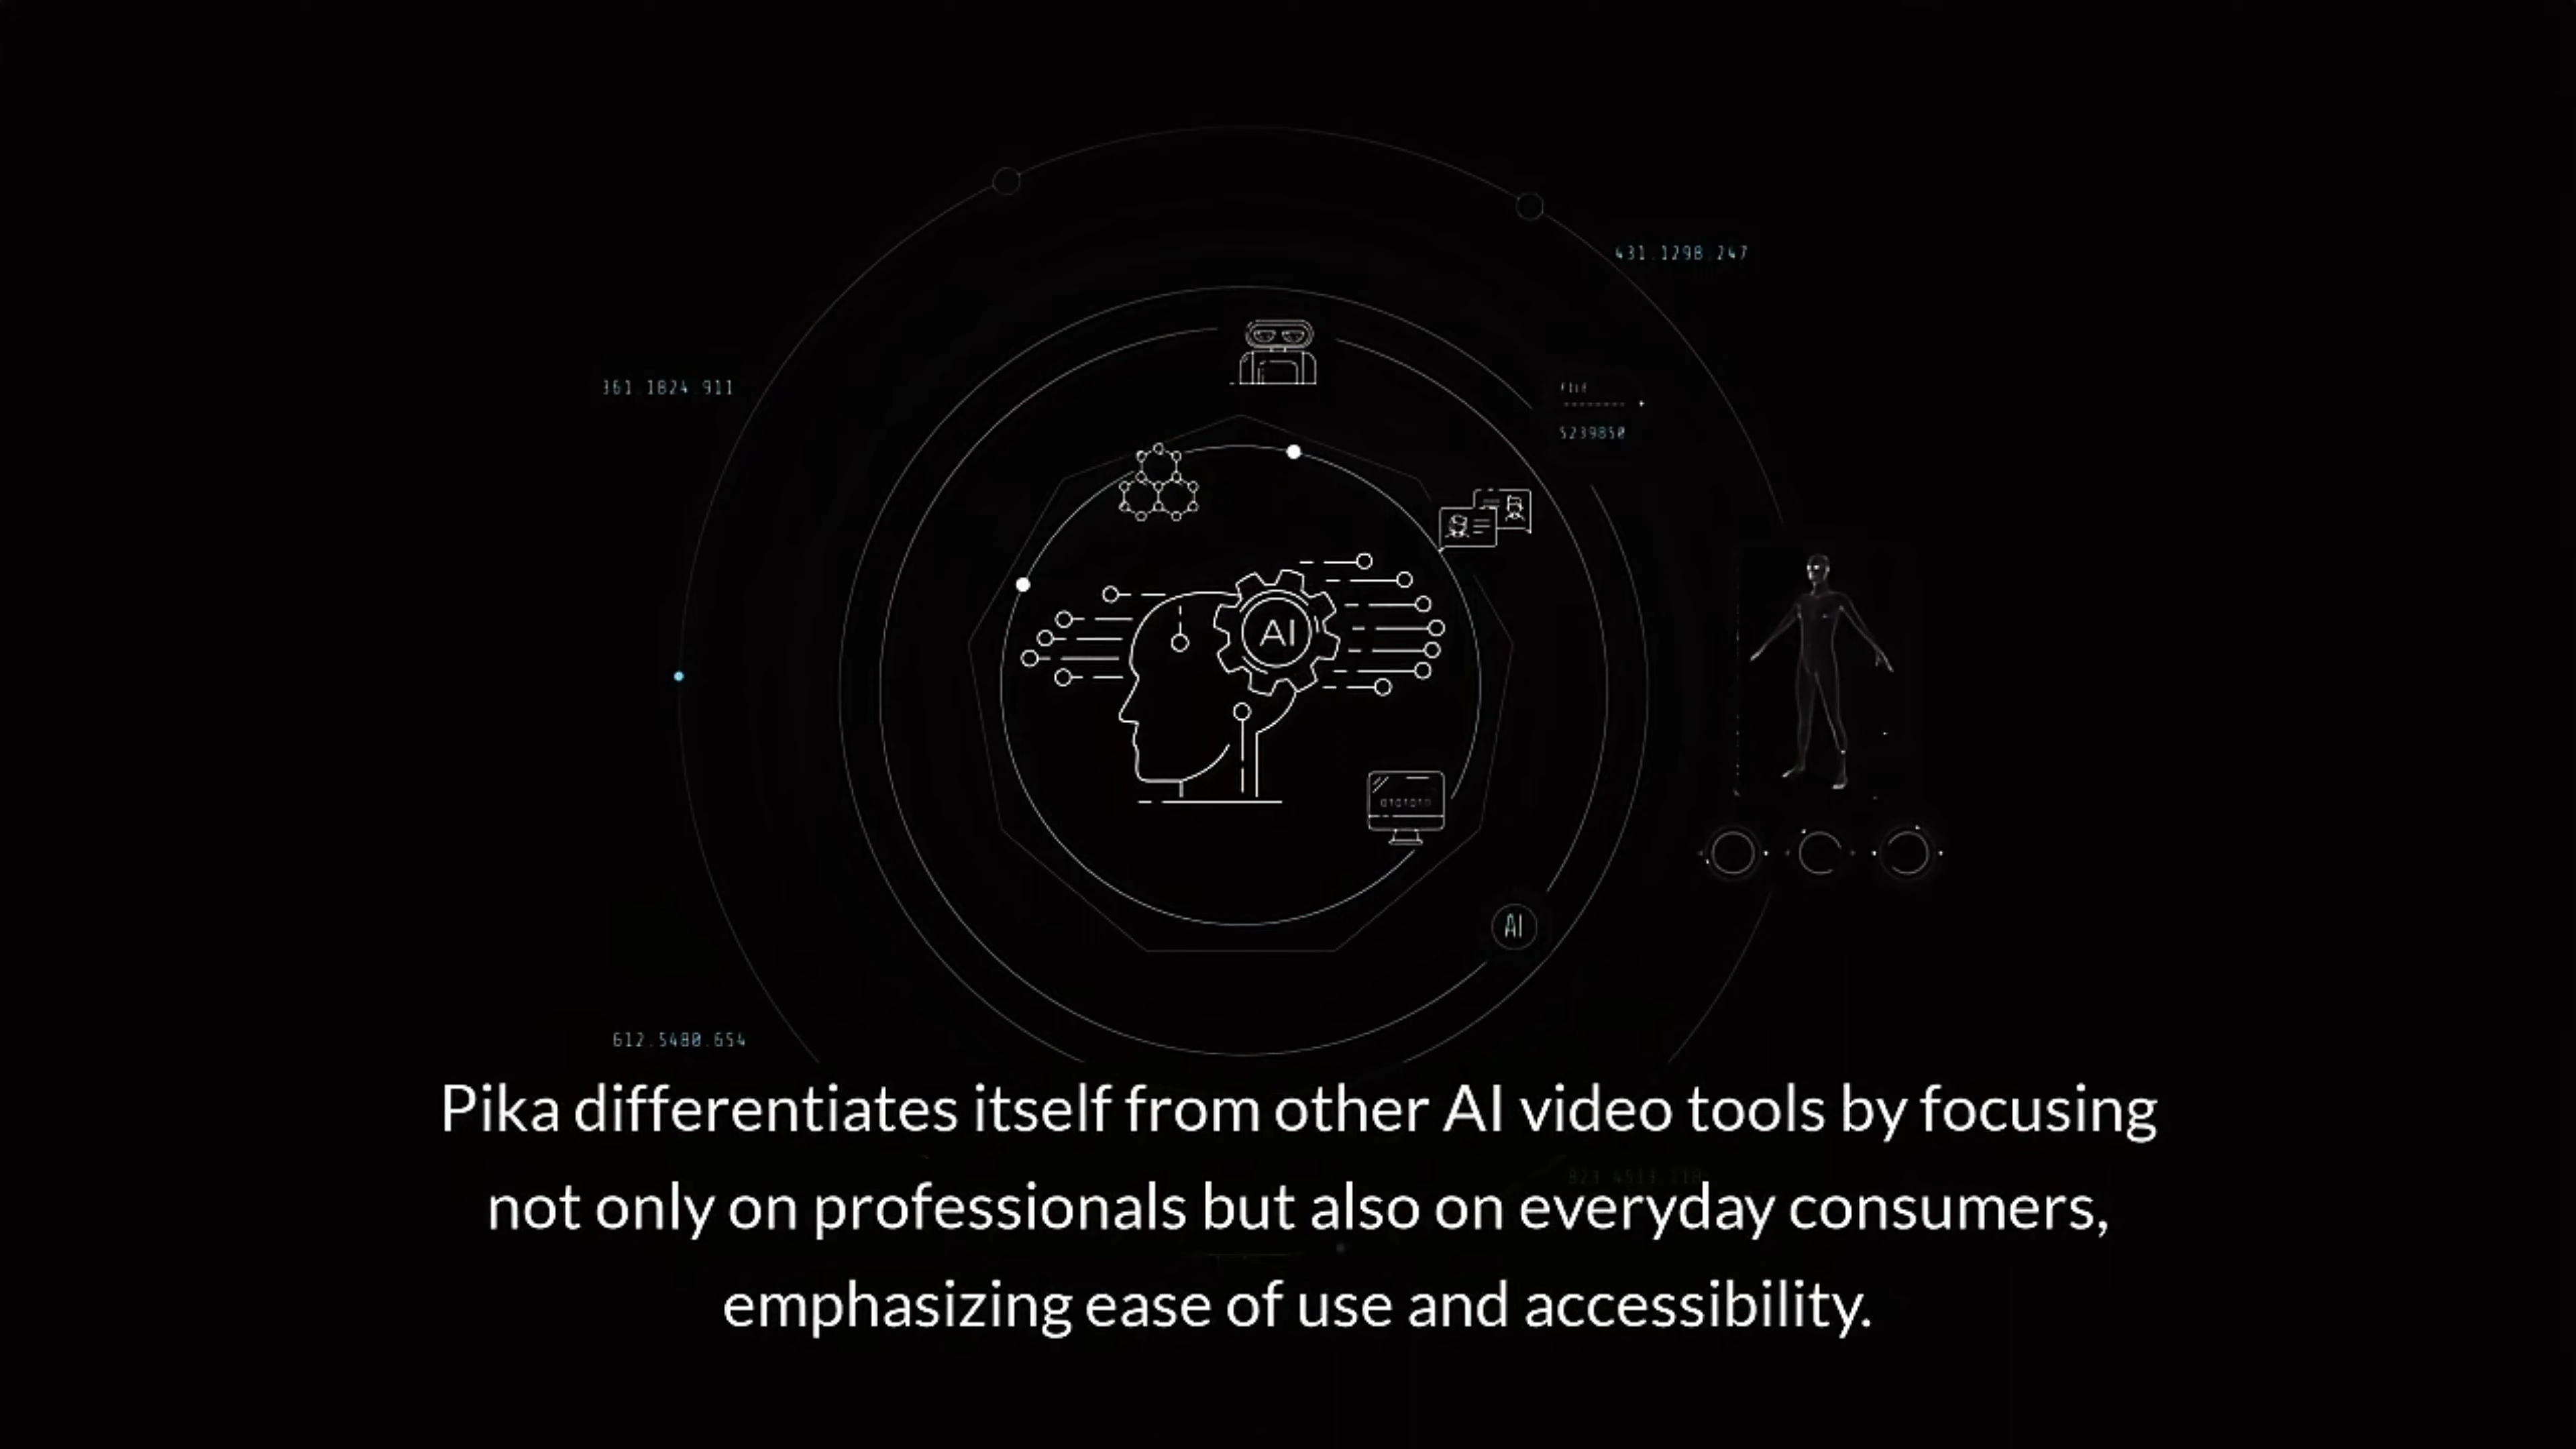 431.1298.247
361.1824.911
5239850
AI
01010101
AI
612.5480.654
Pika differentiates itself from other AI video tools by focusing
not only on professionals but also on everyday consumers,
emphasizing ease of use and accessibility.